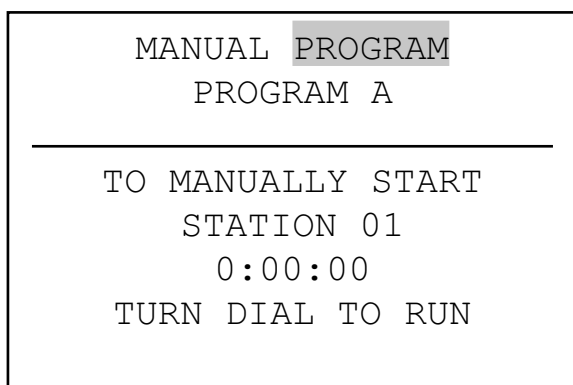 MANUAL PROGRAM
PROGRAM A
TO MANUALLY START
STATION 01
0:00:00
TURN DIAL TO RUN